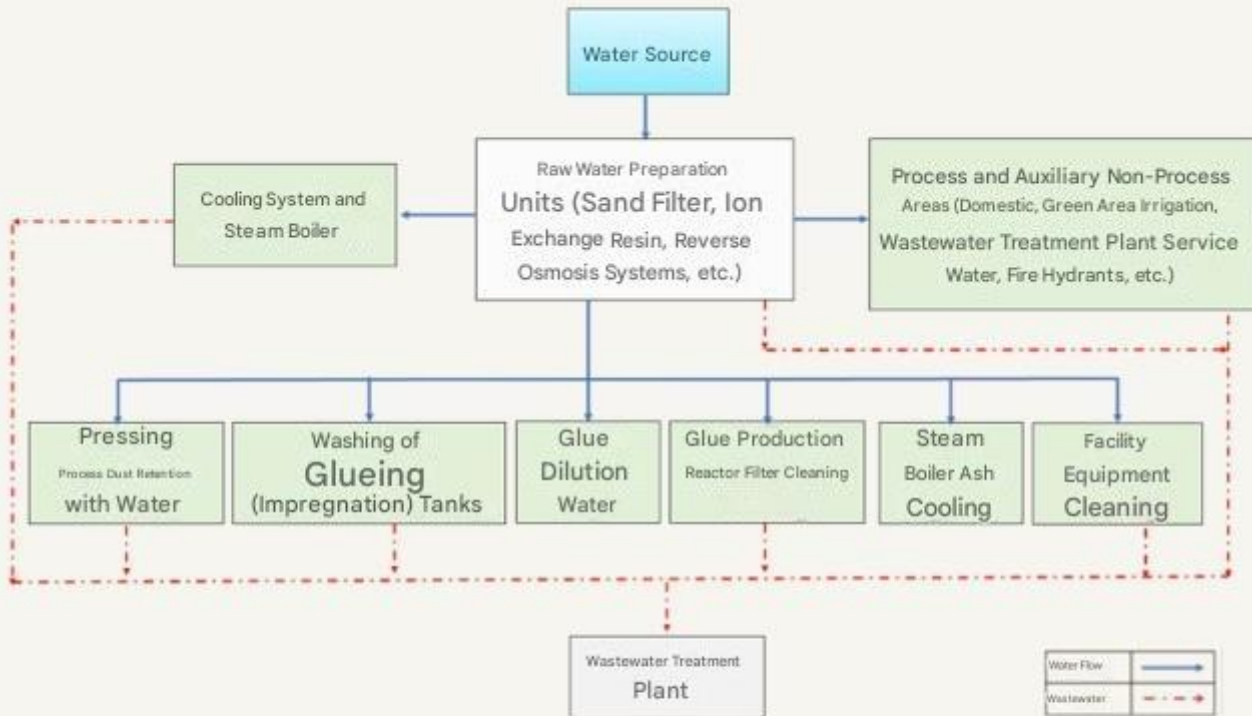 Water Source
Raw Water Preparation
Units (Sand Filter, Ion
Exchange Resin, Reverse
Osmosis Systems, etc.)
Cooling System and
Steam Boiler
Process and Auxiliary Non-Process
Areas (Domestic, Green Area Irrigation,
Wastewater Treatment Plant Service
Water, Fire Hydrants, etc.)
Pressing
Process Dust Retention
with Water
Washing of
Glueing
(Impregnation) Tanks
Glue
Dilution
Water
Glue Production
Reactor Filter Cleaning
Steam
Boiler Ash
Cooling
Facility
Equipment
Cleaning
Wastewater Treatment
Plant
Water Flow
Wastewater